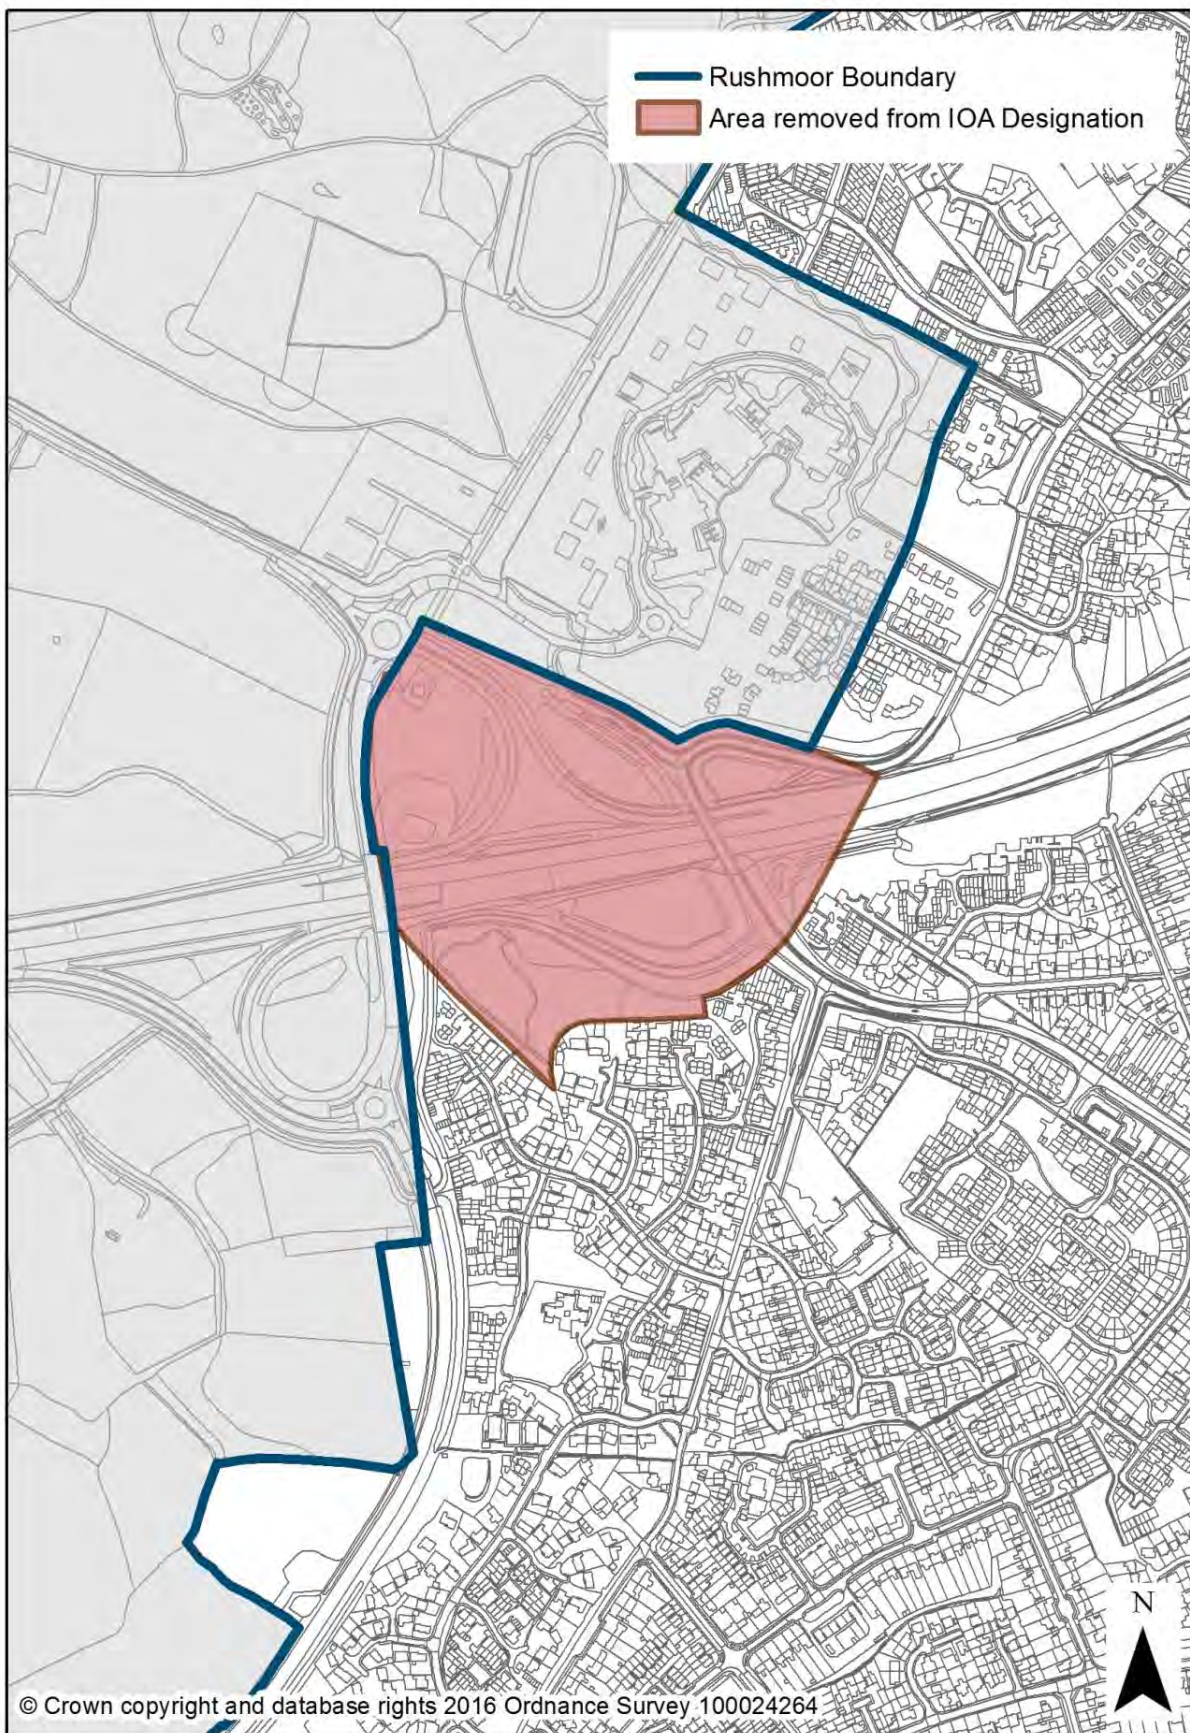 Rushmoor Boundary
Area removed from IOA Designation
N
© Crown copyright and database rights 2016 Ordnance Survey 100024264